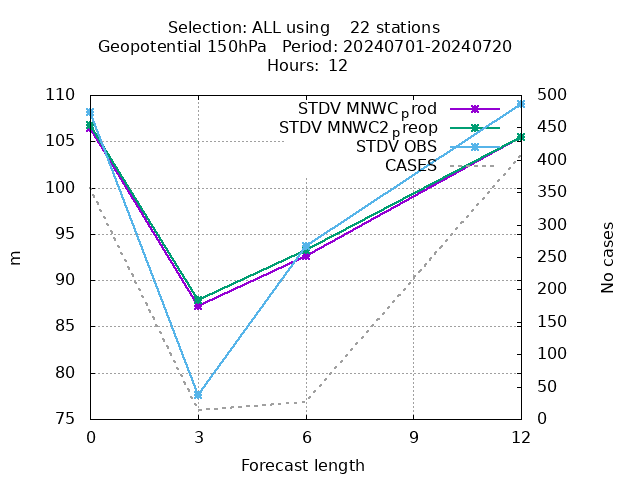 Selection: ALL using    22 stations
Geopotential 150hPa   Period: 20240701-20240720
Hours:  12
STDV MNWC_prod
STDV MNWC2_preop
STDV OBS
CASES
110
105
100
95
90
85
80
75
m
500
450
400
350
300
250
200
150
100
50
0
No cases
0 3 6 9 12
Forecast length